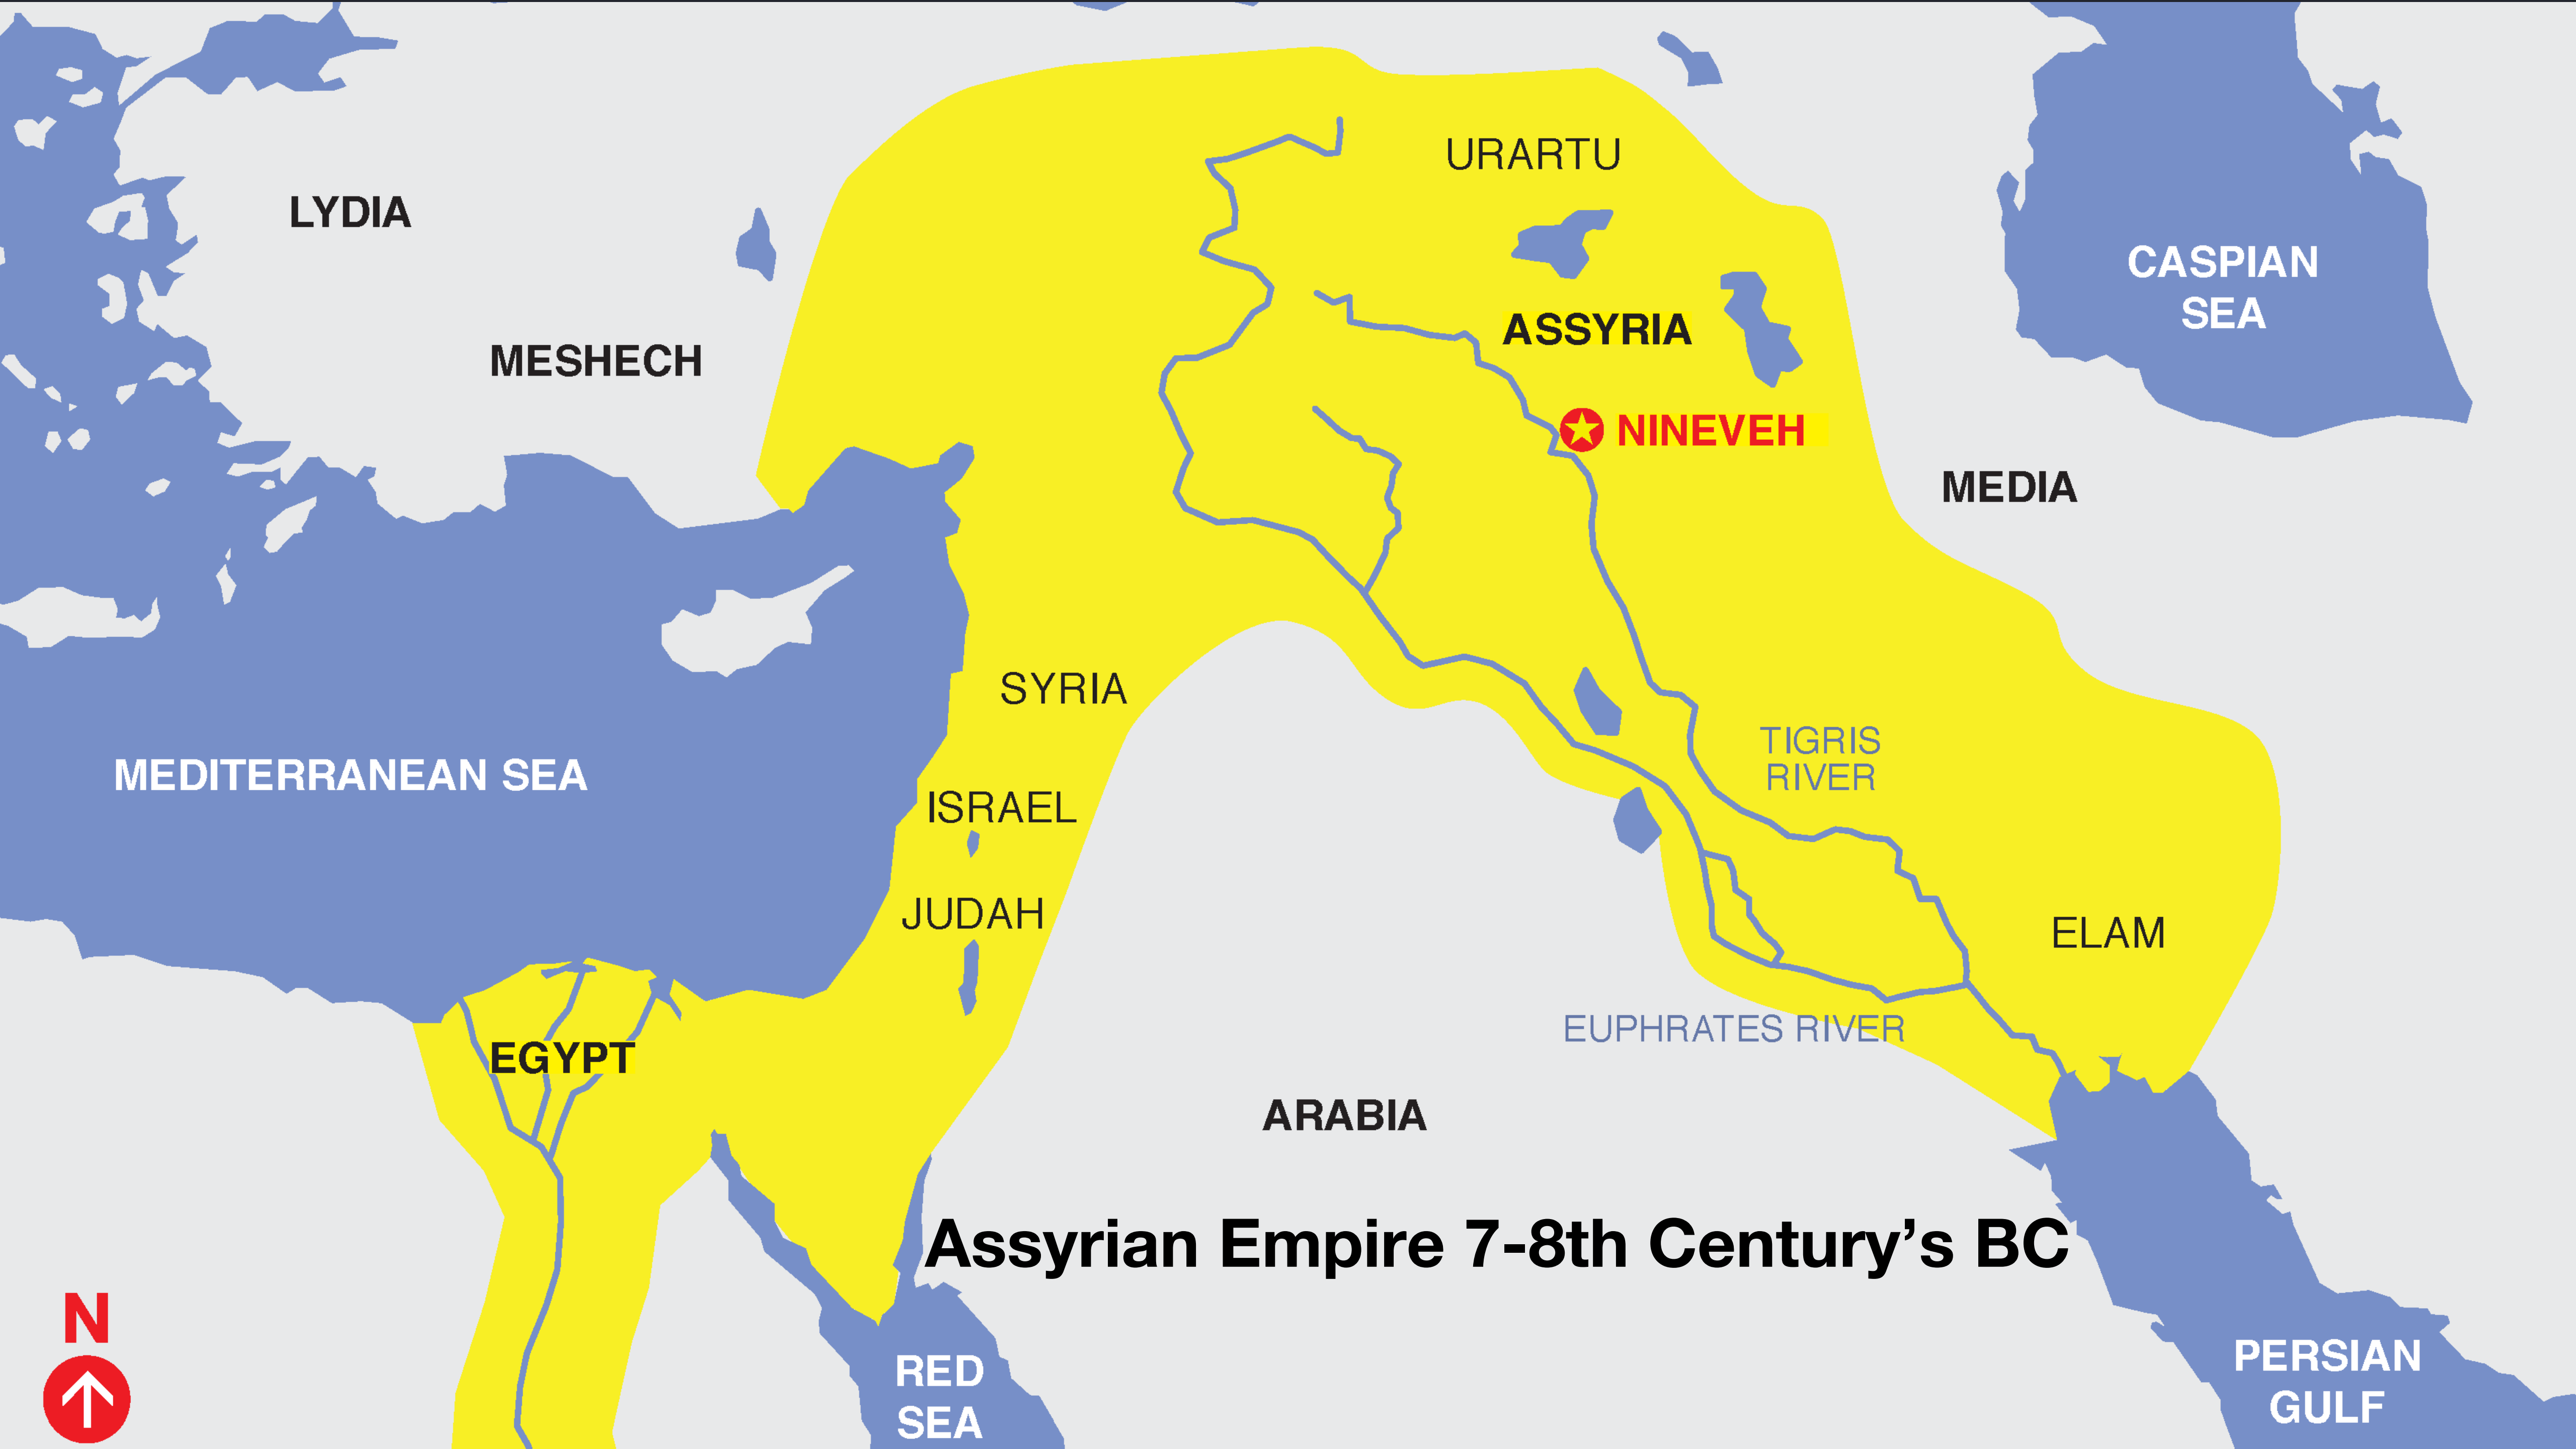 URARTU
LYDIA
CASPIAN
SEA
ASSYRIA
MESHECH
NINEVEH
MEDIA
SYRIA
TIGRIS
RIVER
MEDITERRANEAN SEA
ISRAEL
JUDAH
ELAM
EUPHRATES RIVER
EGYPT
ARABIA
Assyrian Empire 7-8th Century’s BC
N
PERSIAN
GULF
RED
SEA